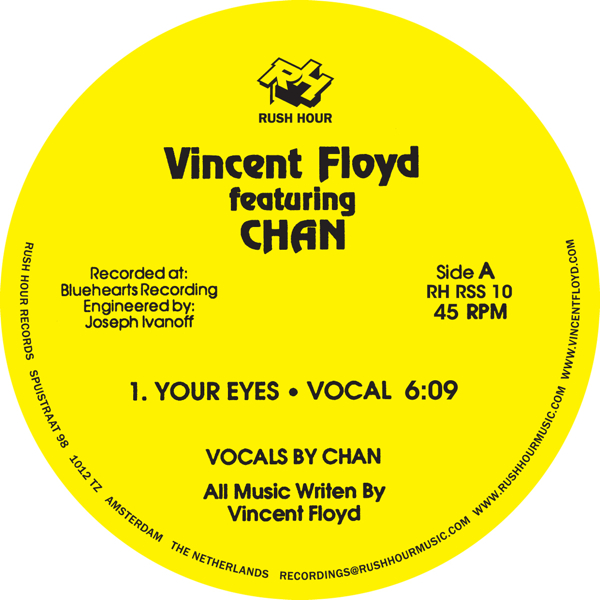 RH
RUSH HOUR
Vincent Floyd
featuring
CHAN
Recorded at:
Bluehearts Recording
Engineered by:
Joseph Ivanoff
Side A
RH RSS 10
45 RPM
1. YOUR EYES • VOCAL 6:09
VOCALS BY CHAN
All Music Writen By
Vincent Floyd
RUSH HOUR RECORDS SPUISTRAAT 98 1012 TZ AMSTERDAM THE NETHERLANDS RECORDINGS@RUSHHOURMUSIC.COM WWW.RUSHHOURMUSIC.COM WWW.VINCENTFLOYD.COM